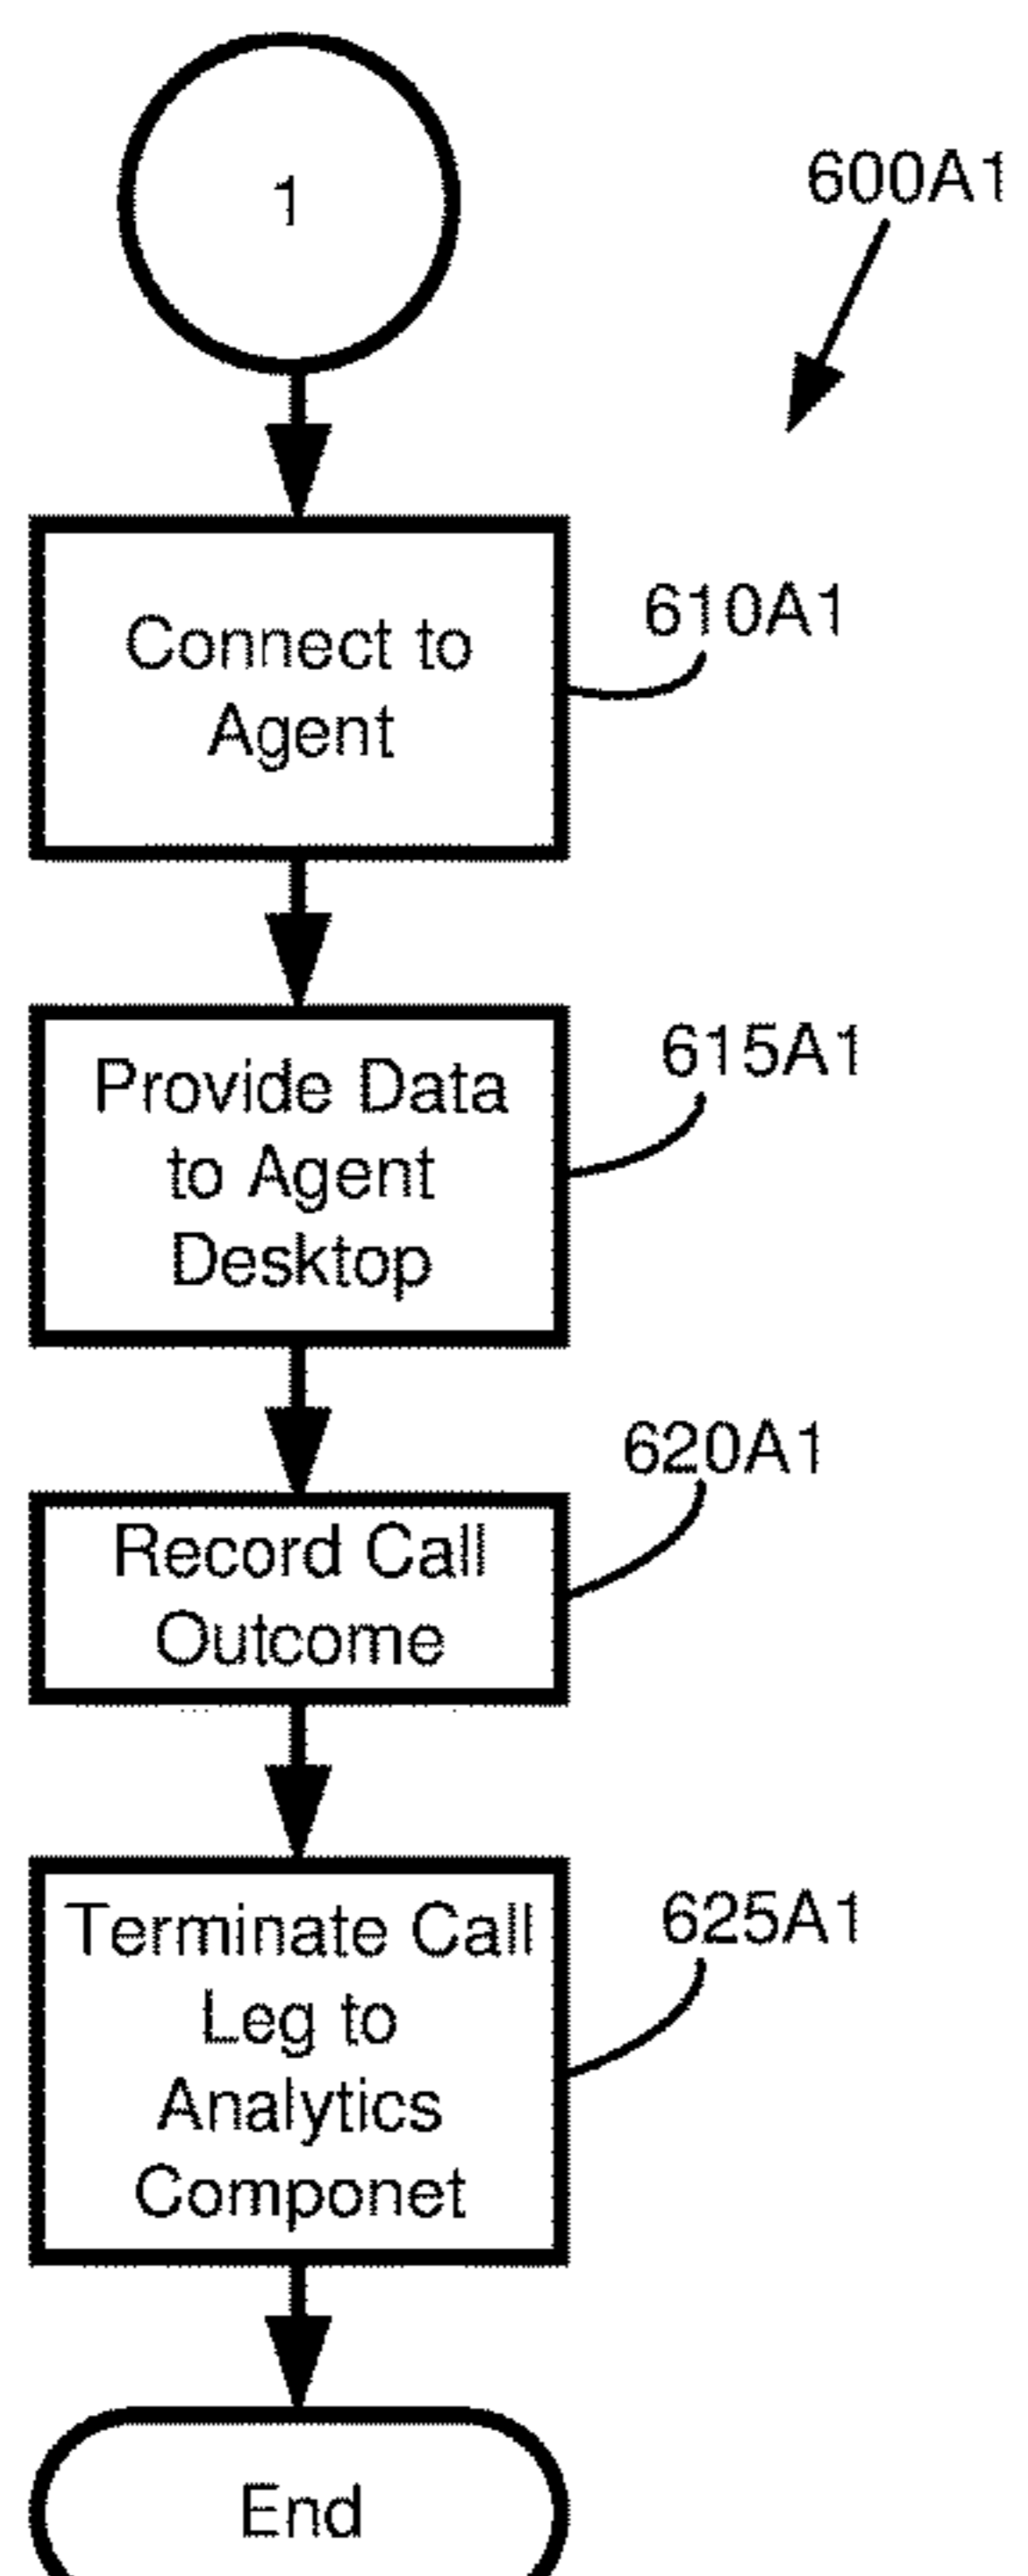 1
600A1
Connect to
Agent
610A1
Provide Data
to Agent
Desktop
615A1
Record Call
Outcome
620A1
Terminate Call
Leg to
Analytics
Componet
625A1
End